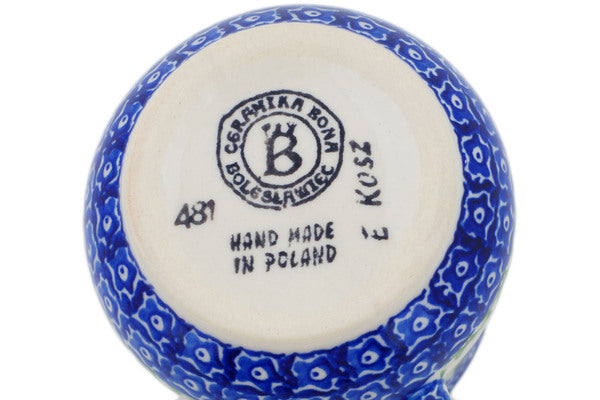 CERAMIKA BONA
B
BOLESŁAWIEC
481
HAND MADE
IN POLAND
Ł KOSZ